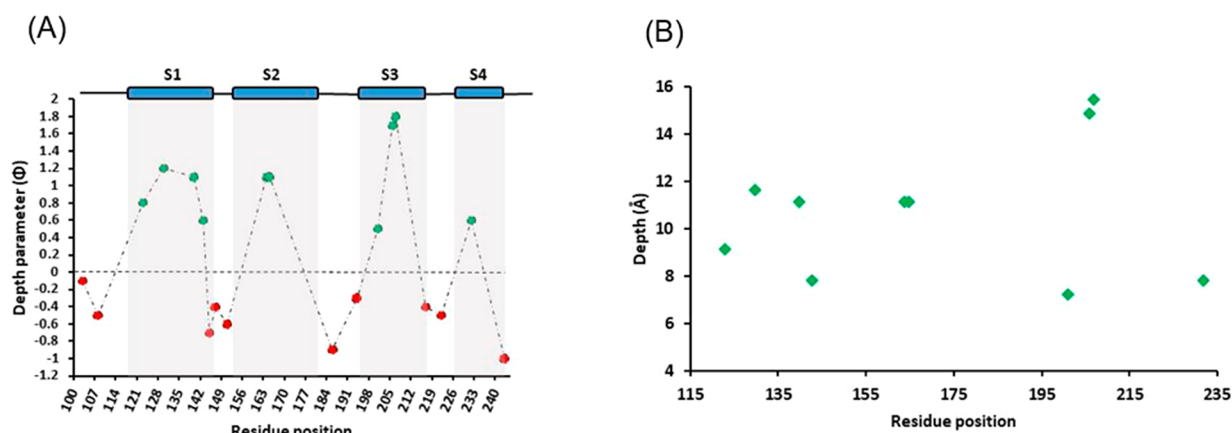 (A)
S1 S2 S3 S4
Depth parameter (Φ)
2
1.8
1.6
1.4
1.2
1
0.8
0.6
0.4
0.2
0
-0.2
-0.4
-0.6
-0.8
-1
-1.2
100 107 114 121 128 135 142 149 156 163 170 177 184 191 198 205 212 219 226 233 240
Residue position
(B)
Depth (Å)
16
14
12
10
8
6
4
115 135 155 175 195 215 235
Residue position